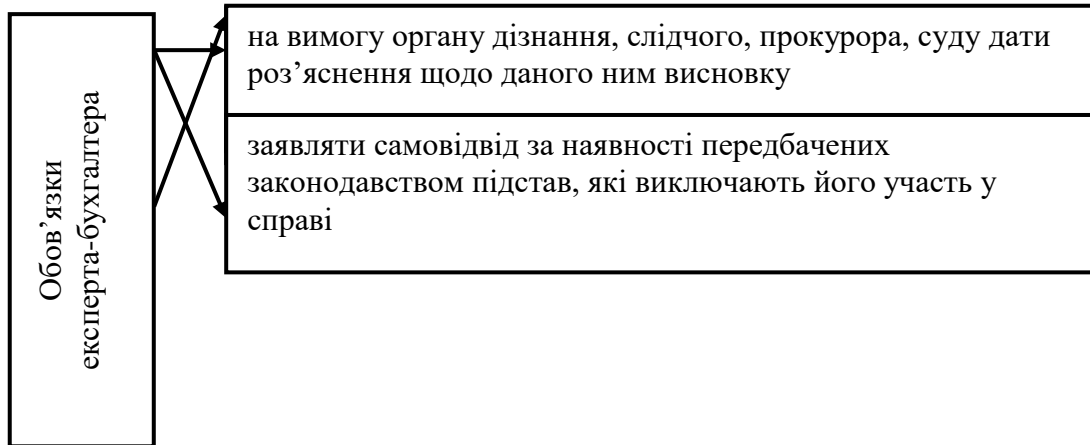 Обов’язки
експерта-бухгалтера
на вимогу органу дізнання, слідчого, прокурора, суду дати
роз’яснення щодо даного ним висновку
заявляти самовідвід за наявності передбачених
законодавством підстав, які виключають його участь у
справі